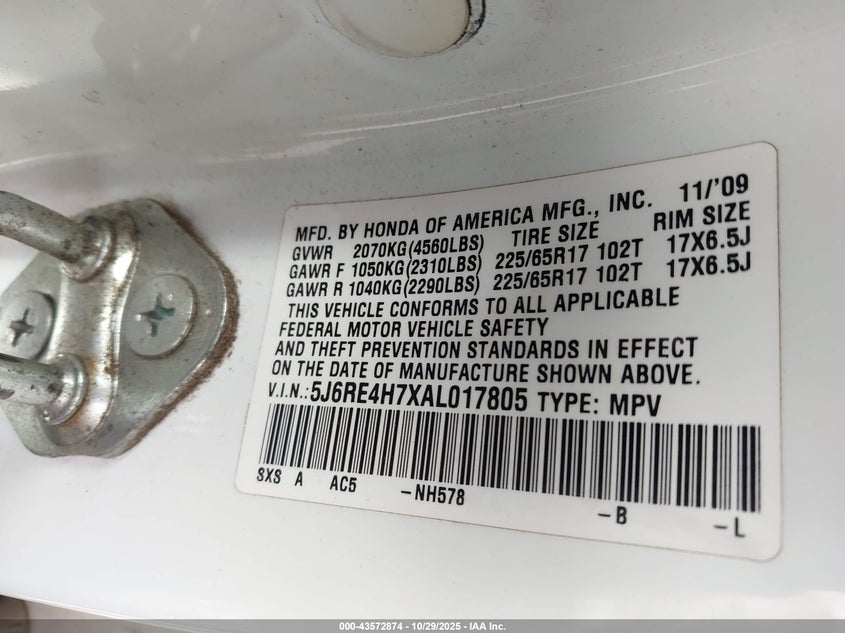 MFD. BY HONDA OF AMERICA MFG., INC. 11/'09
GVWR 2070KG(4560LBS) TIRE SIZE RIM SIZE
GAWR F 1050KG(2310LBS) 225/65R17 102T 17X6.5J
GAWR R 1040KG(2290LBS) 225/65R17 102T 17X6.5J
THIS VEHICLE CONFORMS TO ALL APPLICABLE
FEDERAL MOTOR VEHICLE SAFETY
AND THEFT PREVENTION STANDARDS IN EFFECT
ON THE DATE OF MANUFACTURE SHOWN ABOVE.
V.I.N.: 5J6RE4H7XAL017805 TYPE: MPV
SXS A AC5 -NH578 -B -L
000-43572874 | 10/29/2025 - IAA Inc.